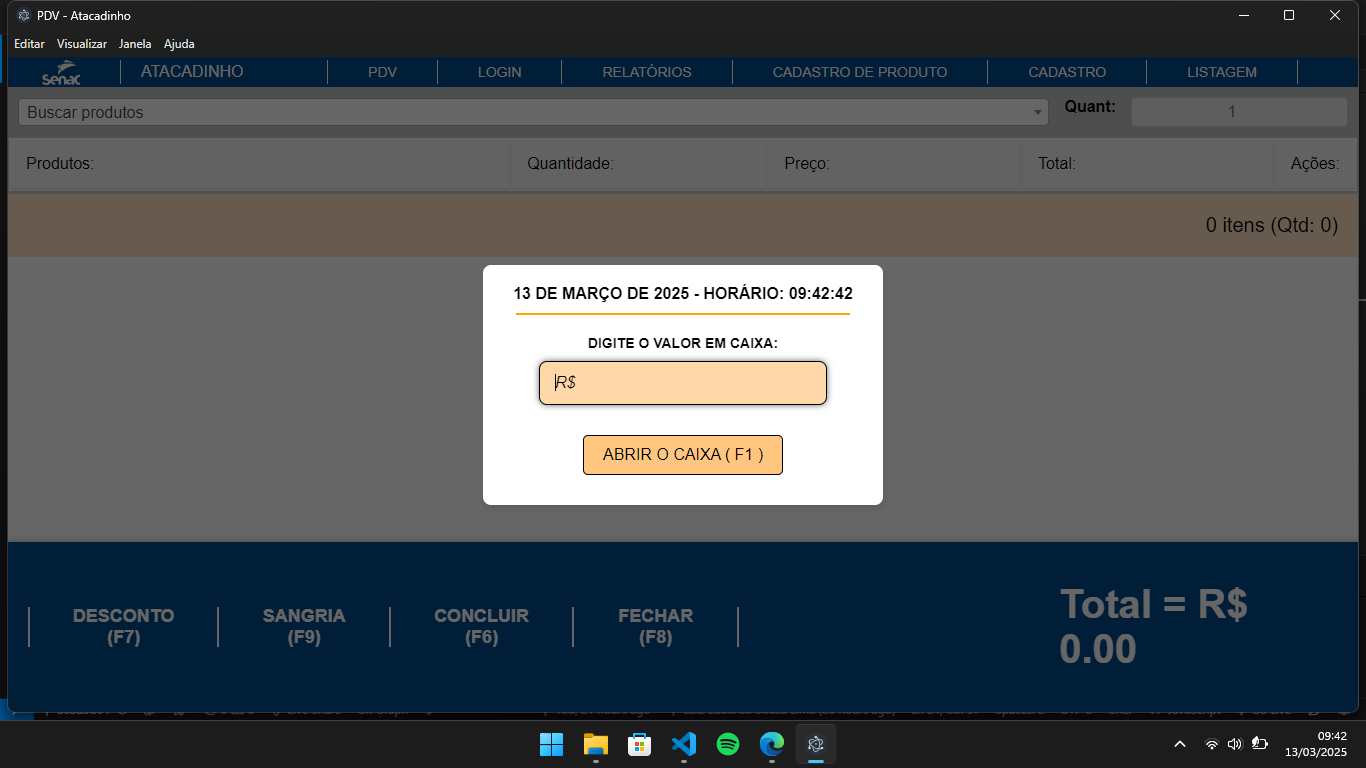 PDV - Atacadinho
Editar Visualizar Janela Ajuda
Senac ATACADINHO PDV LOGIN RELATÓRIOS CADASTRO DE PRODUTO CADASTRO LISTAGEM
Buscar produtos Quant: 1
Produtos: Quantidade: Preço: Total: Ações:
0 itens (Qtd: 0)
13 DE MARÇO DE 2025 - HORÁRIO: 09:42:42
DIGITE O VALOR EM CAIXA:
R$
ABRIR O CAIXA ( F1 )
DESCONTO SANGRIA CONCLUIR FECHAR
(F7) (F9) (F6) (F8)
Total = R$
0.00
09:42
13/03/2025